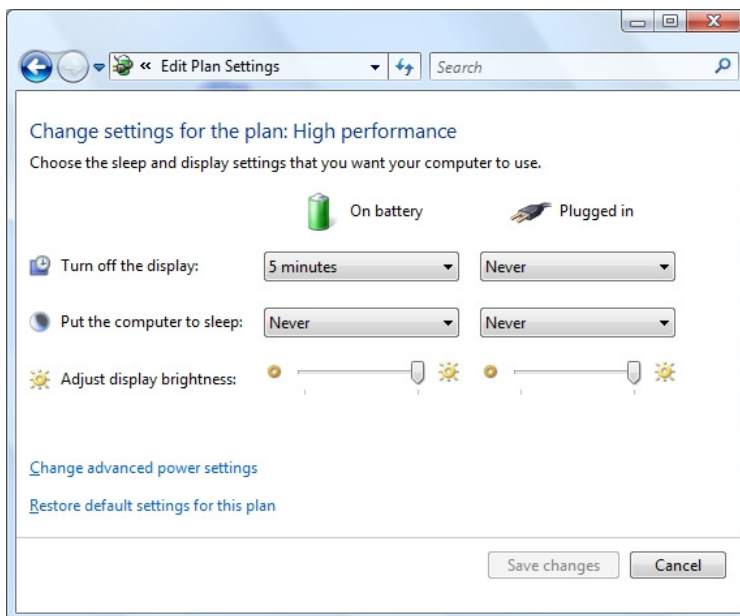 « Edit Plan Settings
Search
Change settings for the plan: High performance
Choose the sleep and display settings that you want your computer to use.
On battery Plugged in
Turn off the display: 5 minutes Never
Put the computer to sleep: Never Never
Adjust display brightness:
Change advanced power settings
Restore default settings for this plan
Save changes Cancel